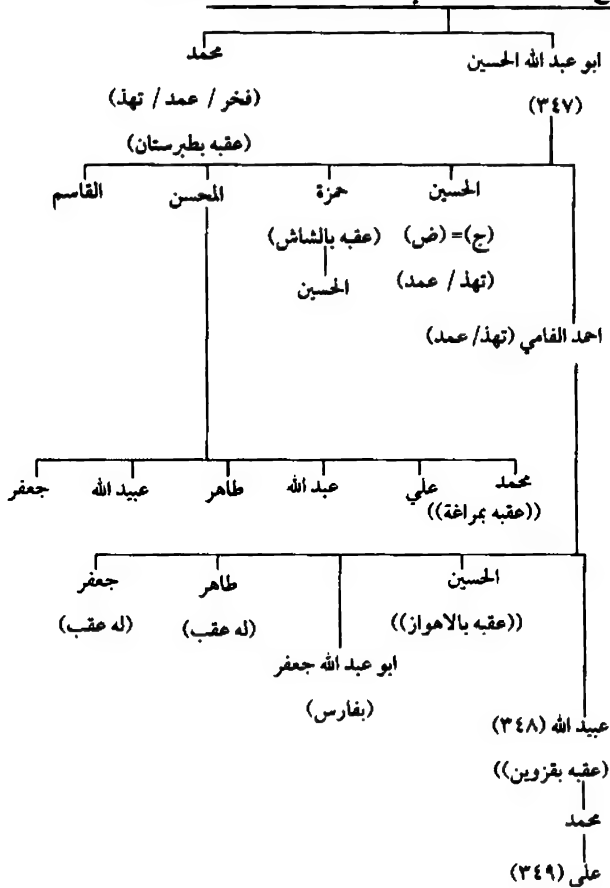 محمد
ابو عبد الله الحسين
(فخر / عمد / تهذ)
(٣٤٧)
(عقبه بطبرستان)
الحسين
حمزة
المحسن
القاسم
(ج)= (ض)
(عقبه بالشاش)
(تهذ / عمد)
الحسين
احمد الفامي (تهذ/ عمد)
محمد
علي
عبد الله
طاهر
عبيد الله
جعفر
((عقبه بمراغة))
الحسين
طاهر
جعفر
((عقبه بالاهواز))
(له عقب)
(له عقب)
ابو عبد الله جعفر
(بفارس)
عبيد الله (٣٤٨)
(عقبه بقزوين))
محمد
علي (٣٤٩)